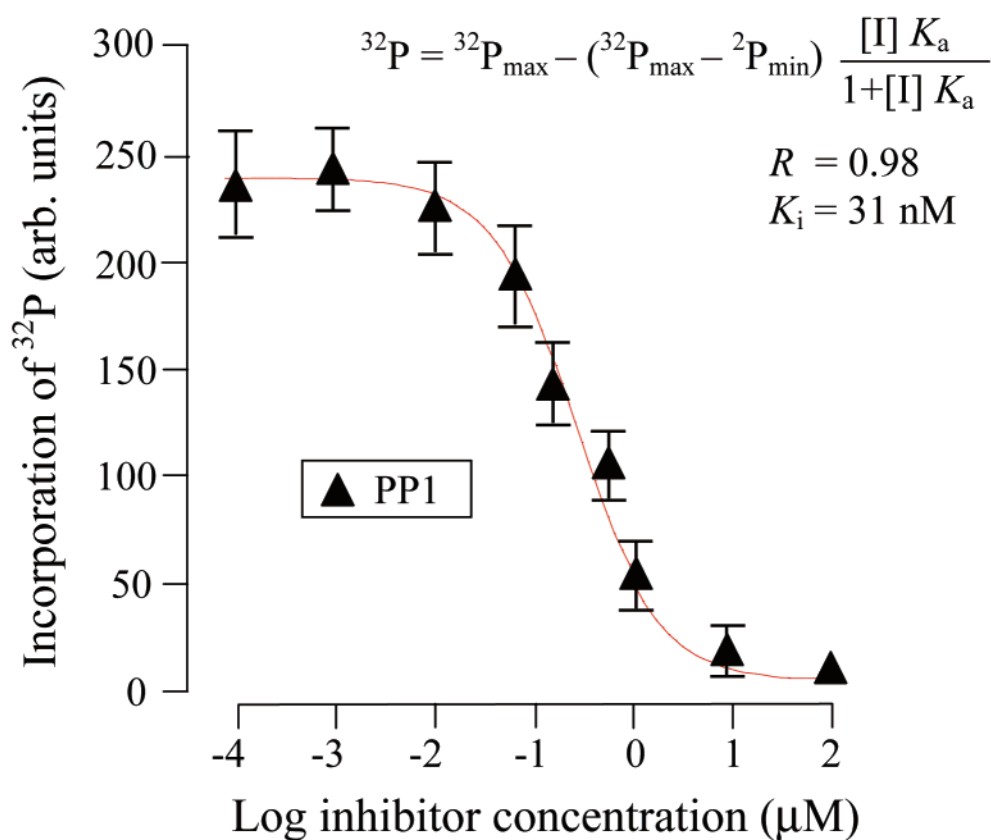 ³²P = ³²Pmax – (³²Pmax – ²Pmin) [I] Ka
1+[I] Ka
R = 0.98
Ki = 31 nM
300
250
200
150
100
50
0
Incorporation of ³²P (arb. units)
PP1
-4 -3 -2 -1 0 1 2
Log inhibitor concentration (µM)